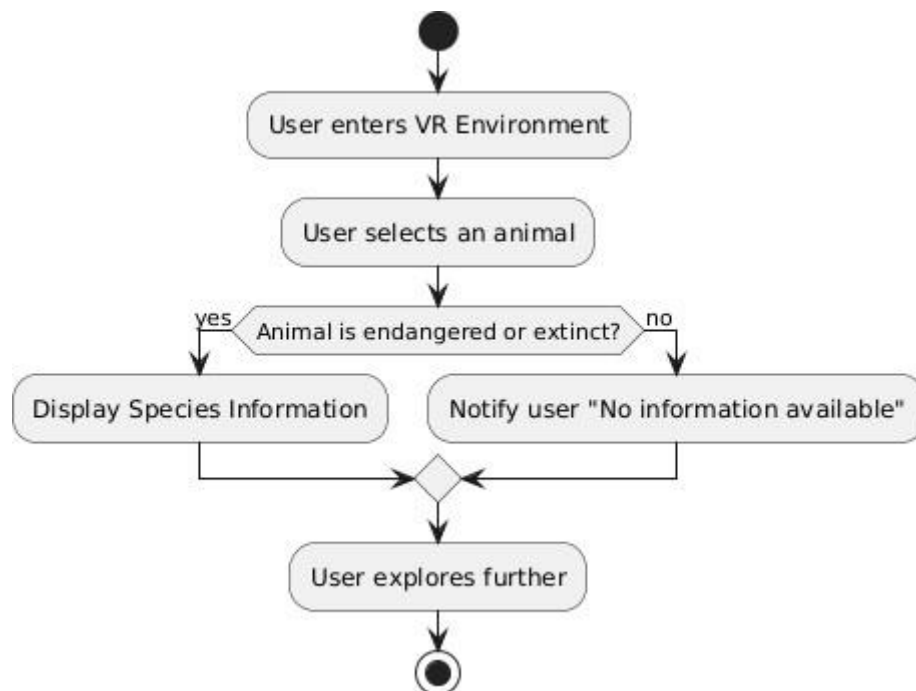 User enters VR Environment
User selects an animal
yes
Animal is endangered or extinct?
no
Display Species Information
Notify user "No information available"
User explores further